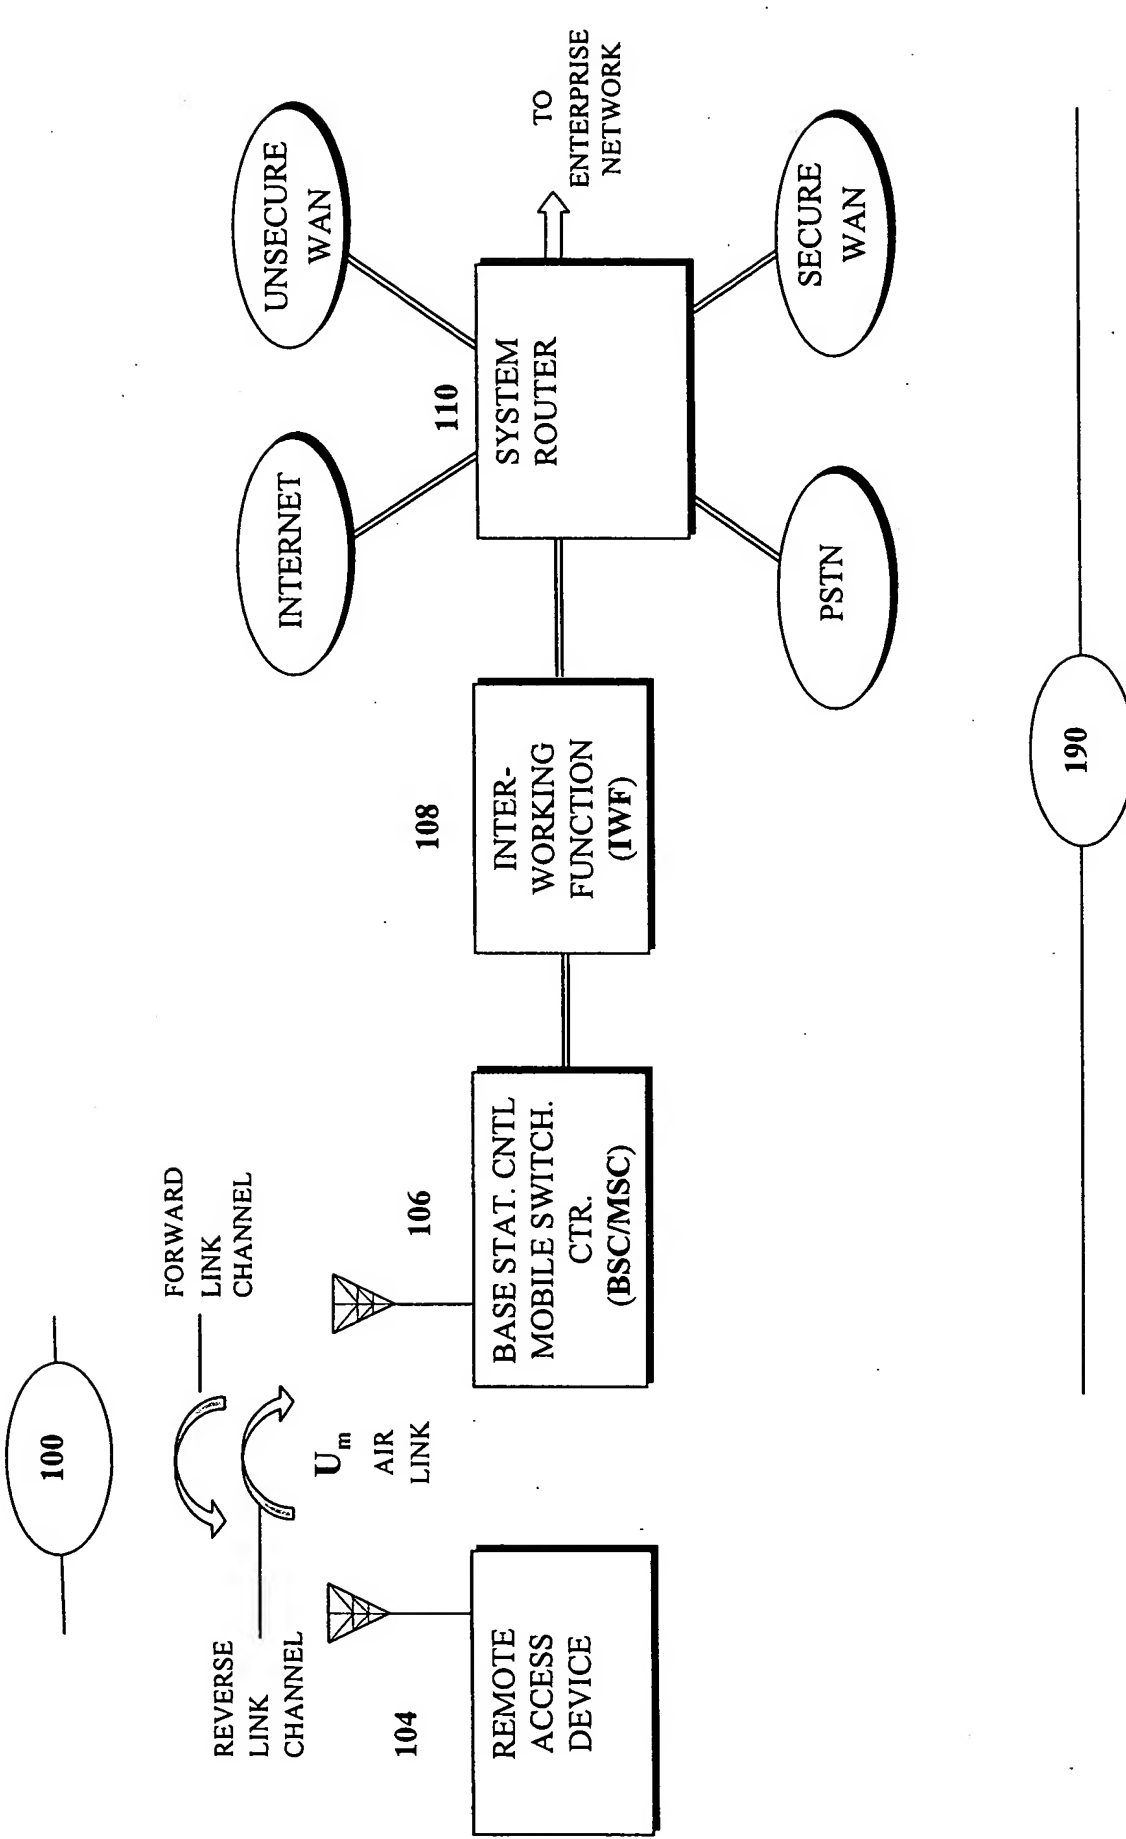 100
FORWARD
LINK
CHANNEL
REVERSE
LINK
CHANNEL
Um
AIR
LINK
104
REMOTE
ACCESS
DEVICE
106
BASE STAT. CNTL
MOBILE SWITCH.
CTR.
(BSC/MSC)
108
INTER-
WORKING
FUNCTION
(IWF)
110
SYSTEM
ROUTER
INTERNET
UNSECURE
WAN
TO
ENTERPRISE
NETWORK
PSTN
SECURE
WAN
190